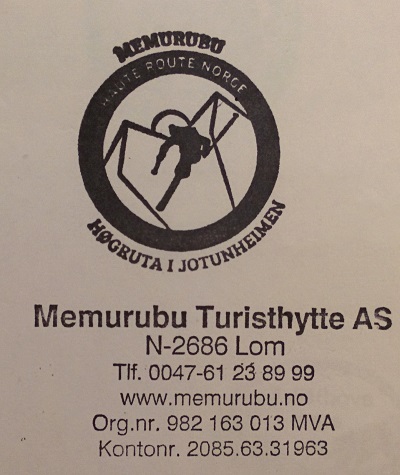 MEMURUBU
HAUTE ROUTE NORGE
HØGRUTA I JOTUNHEIMEN
Memurubu Turisthytte AS
N-2686 Lom
Tlf. 0047-61 23 89 99
www.memurubu.no
Org.nr. 982 163 013 MVA
Kontonr. 2085.63.31963